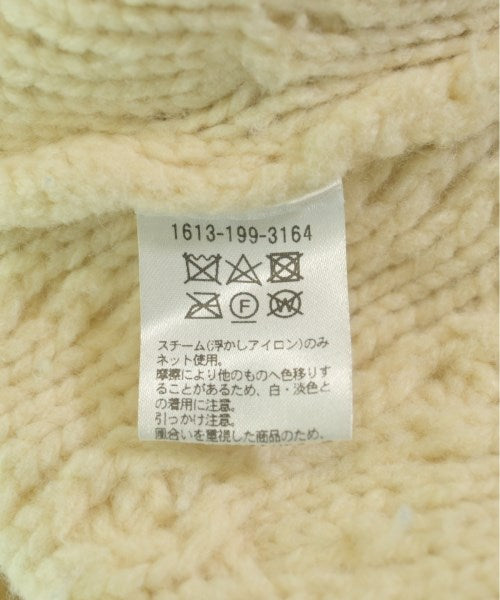 1613-199-3164
F W
スチーム(浮かしアイロン)のみ
ネット使用。
摩擦により他のものへ色移りす
ることがあるため、白・淡色と
の着用に注意。
引っかけ注意。
風合いを重視した商品のため、